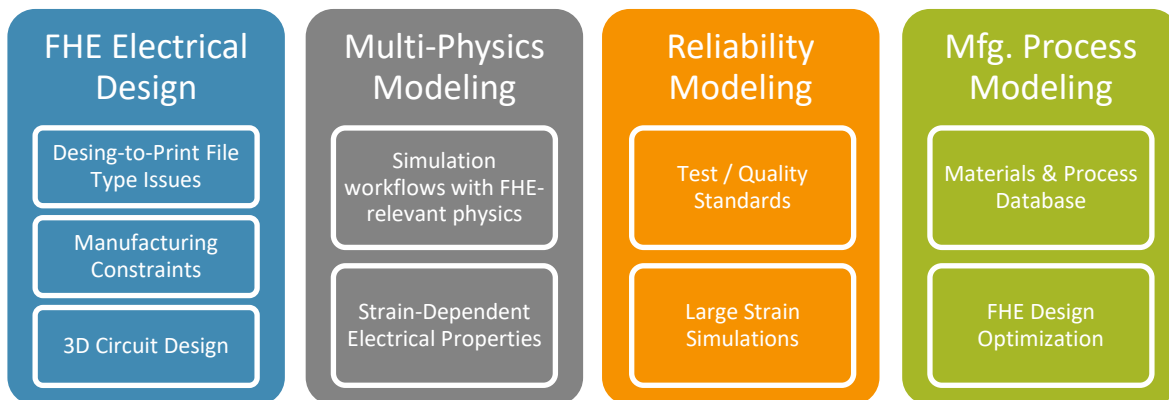 FHE Electrical
Design
Desing-to-Print File
Type Issues
Manufacturing
Constraints
3D Circuit Design
Multi-Physics
Modeling
Simulation
workflows with FHE-
relevant physics
Strain-Dependent
Electrical Properties
Reliability
Modeling
Test / Quality
Standards
Large Strain
Simulations
Mfg. Process
Modeling
Materials & Process
Database
FHE Design
Optimization